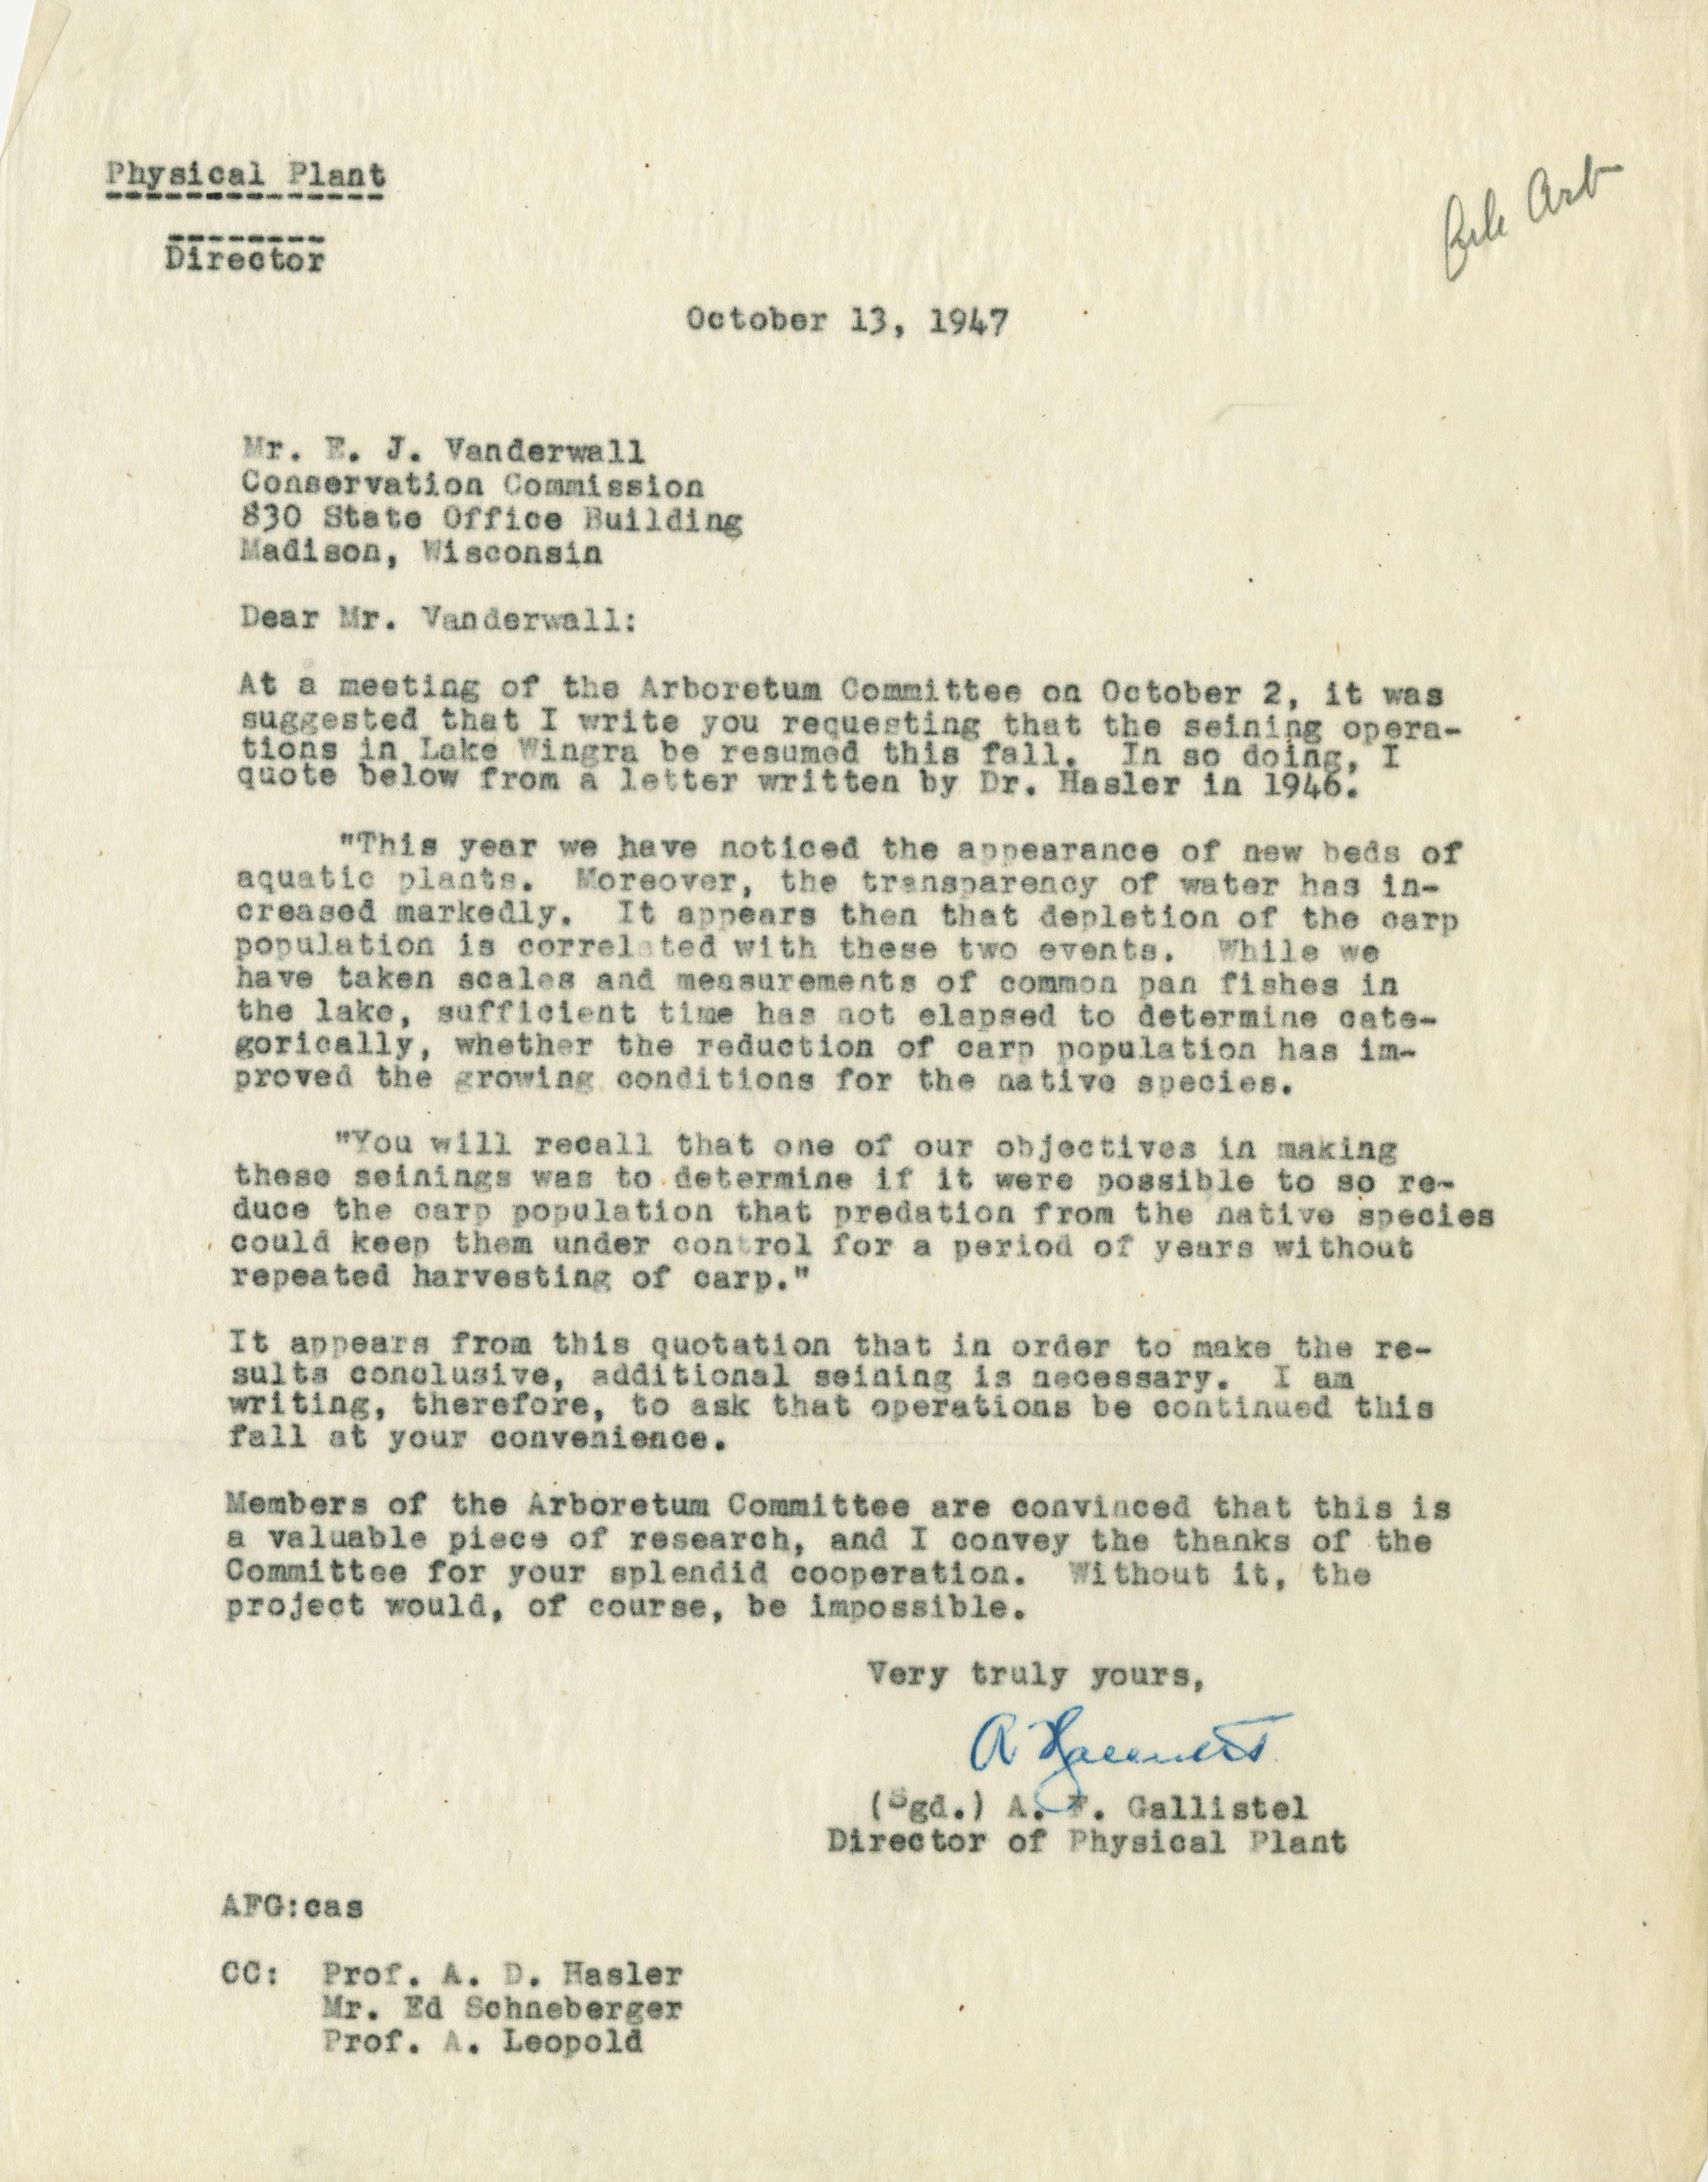 Physical Plant
Director
File Arb
October 13, 1947
Mr. E. J. Vanderwall
Conservation Commission
830 State Office Building
Madison, Wisconsin
Dear Mr. Vanderwall:
At a meeting of the Arboretum Committee on October 2, it was
suggested that I write you requesting that the seining opera-
tions in Lake Wingra be resumed this fall. In so doing, I
quote below from a letter written by Dr. Hasler in 1946.
"This year we have noticed the appearance of new beds of
aquatic plants. Moreover, the transparency of water has in-
creased markedly. It appears then that depletion of the carp
population is correlated with these two events. While we
have taken scales and measurements of common pan fishes in
the lake, sufficient time has not elapsed to determine cate-
gorically, whether the reduction of carp population has im-
proved the growing conditions for the native species.
"You will recall that one of our objectives in making
these seinings was to determine if it were possible to so re-
duce the carp population that predation from the native species
could keep them under control for a period of years without
repeated harvesting of carp."
It appears from this quotation that in order to make the re-
sults conclusive, additional seining is necessary. I am
writing, therefore, to ask that operations be continued this
fall at your convenience.
Members of the Arboretum Committee are convinced that this is
a valuable piece of research, and I convey the thanks of the
Committee for your splendid cooperation. Without it, the
project would, of course, be impossible.
Very truly yours,
(Sgd.) A. F. Gallistel
Director of Physical Plant
AFG:cas
CC: Prof. A. D. Hasler
Mr. Ed Schneberger
Prof. A. Leopold